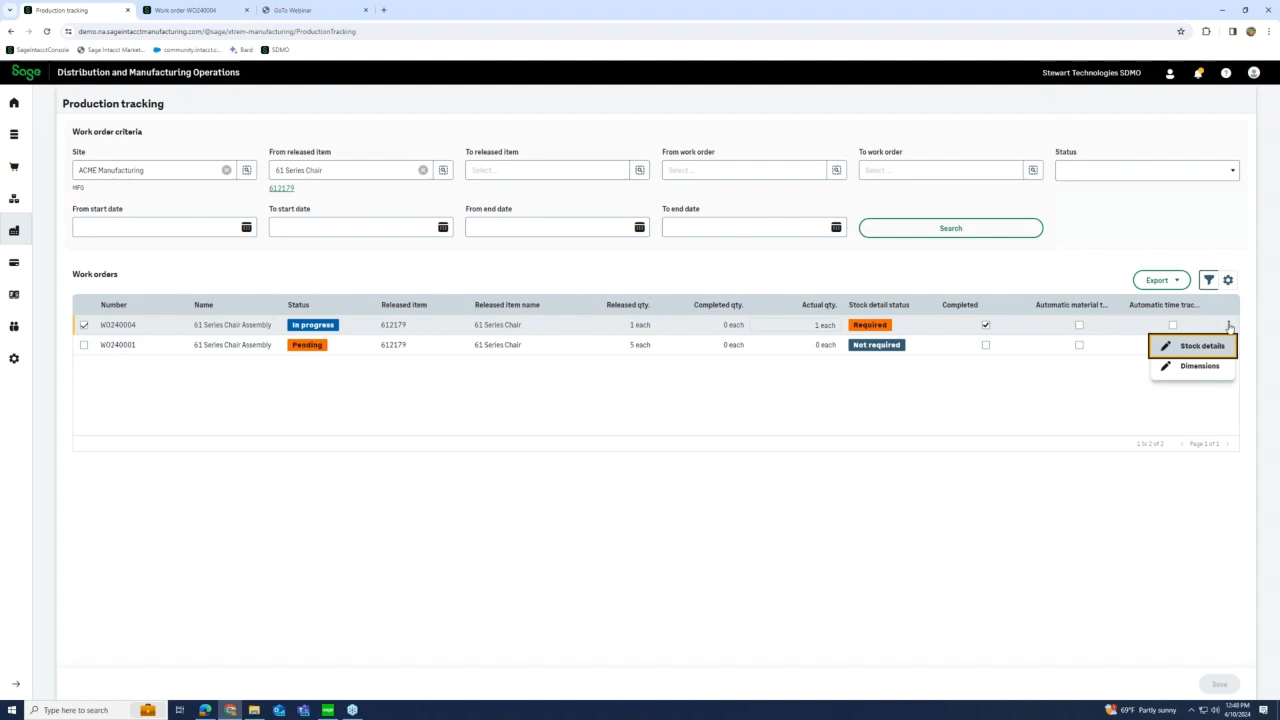 Production tracking
Work order WO240004
GoTo Webinar
demo.na.sageintacctmanufacturing.com/@sage/xtrem-manufacturing/ProductionTracking
SageIntacctConsole
Sage Intacct Market...
community.intacct.c...
Bard
SDMO
Sage
Distribution and Manufacturing Operations
Stewart Technologies SDMO
Production tracking
Work order criteria
Site
From released item
To released item
From work order
To work order
Status
ACME Manufacturing
61 Series Chair
Select ...
Select ...
Select ...
MFG
612179
From start date
To start date
From end date
To end date
Search
Work orders
Export
Number Name Status Released item Released item name Released qty. Completed qty. Actual qty. Stock detail status Completed Automatic material t... Automatic time trac...
WO240004 61 Series Chair Assembly In progress 612179 61 Series Chair 1 each 0 each 1 each Required
WO240001 61 Series Chair Assembly Pending 612179 61 Series Chair 5 each 0 each 0 each Not required
Stock details
Dimensions
1 to 2 of 2
Page 1 of 1
Save
Type here to search
69°F Partly sunny
12:48 PM
4/10/2024